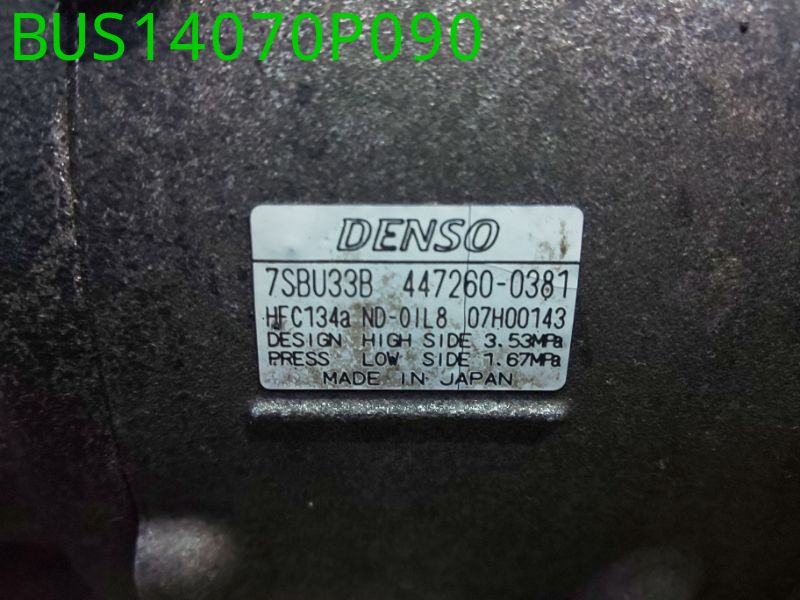 BUS14070P090
DENSO
7SBU33B 447260-0381
HFC134a ND-OIL8 07H00143
DESIGN HIGH SIDE 3.53MPa
PRESS LOW SIDE 1.67MPa
MADE IN JAPAN